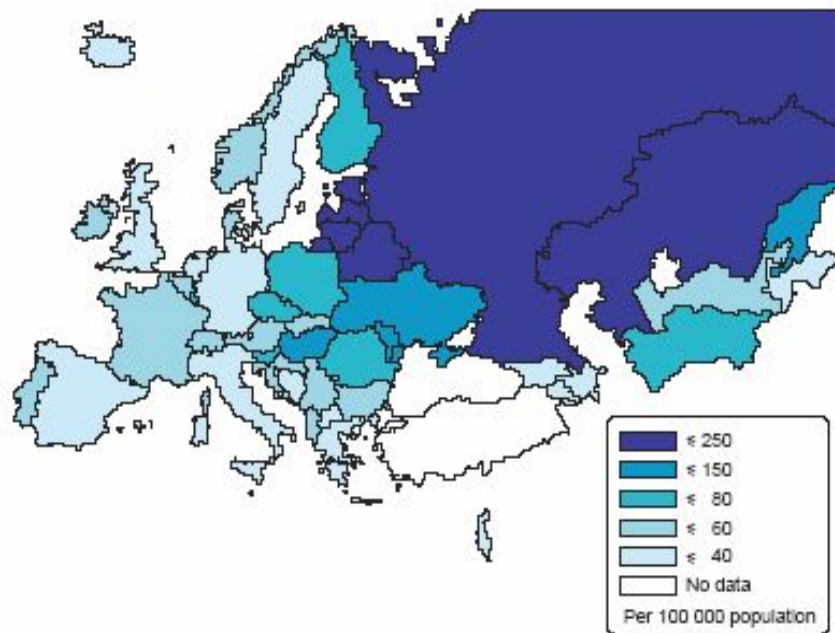 ≤ 250
≤ 150
≤ 80
≤ 60
≤ 40
No data
Per 100 000 population